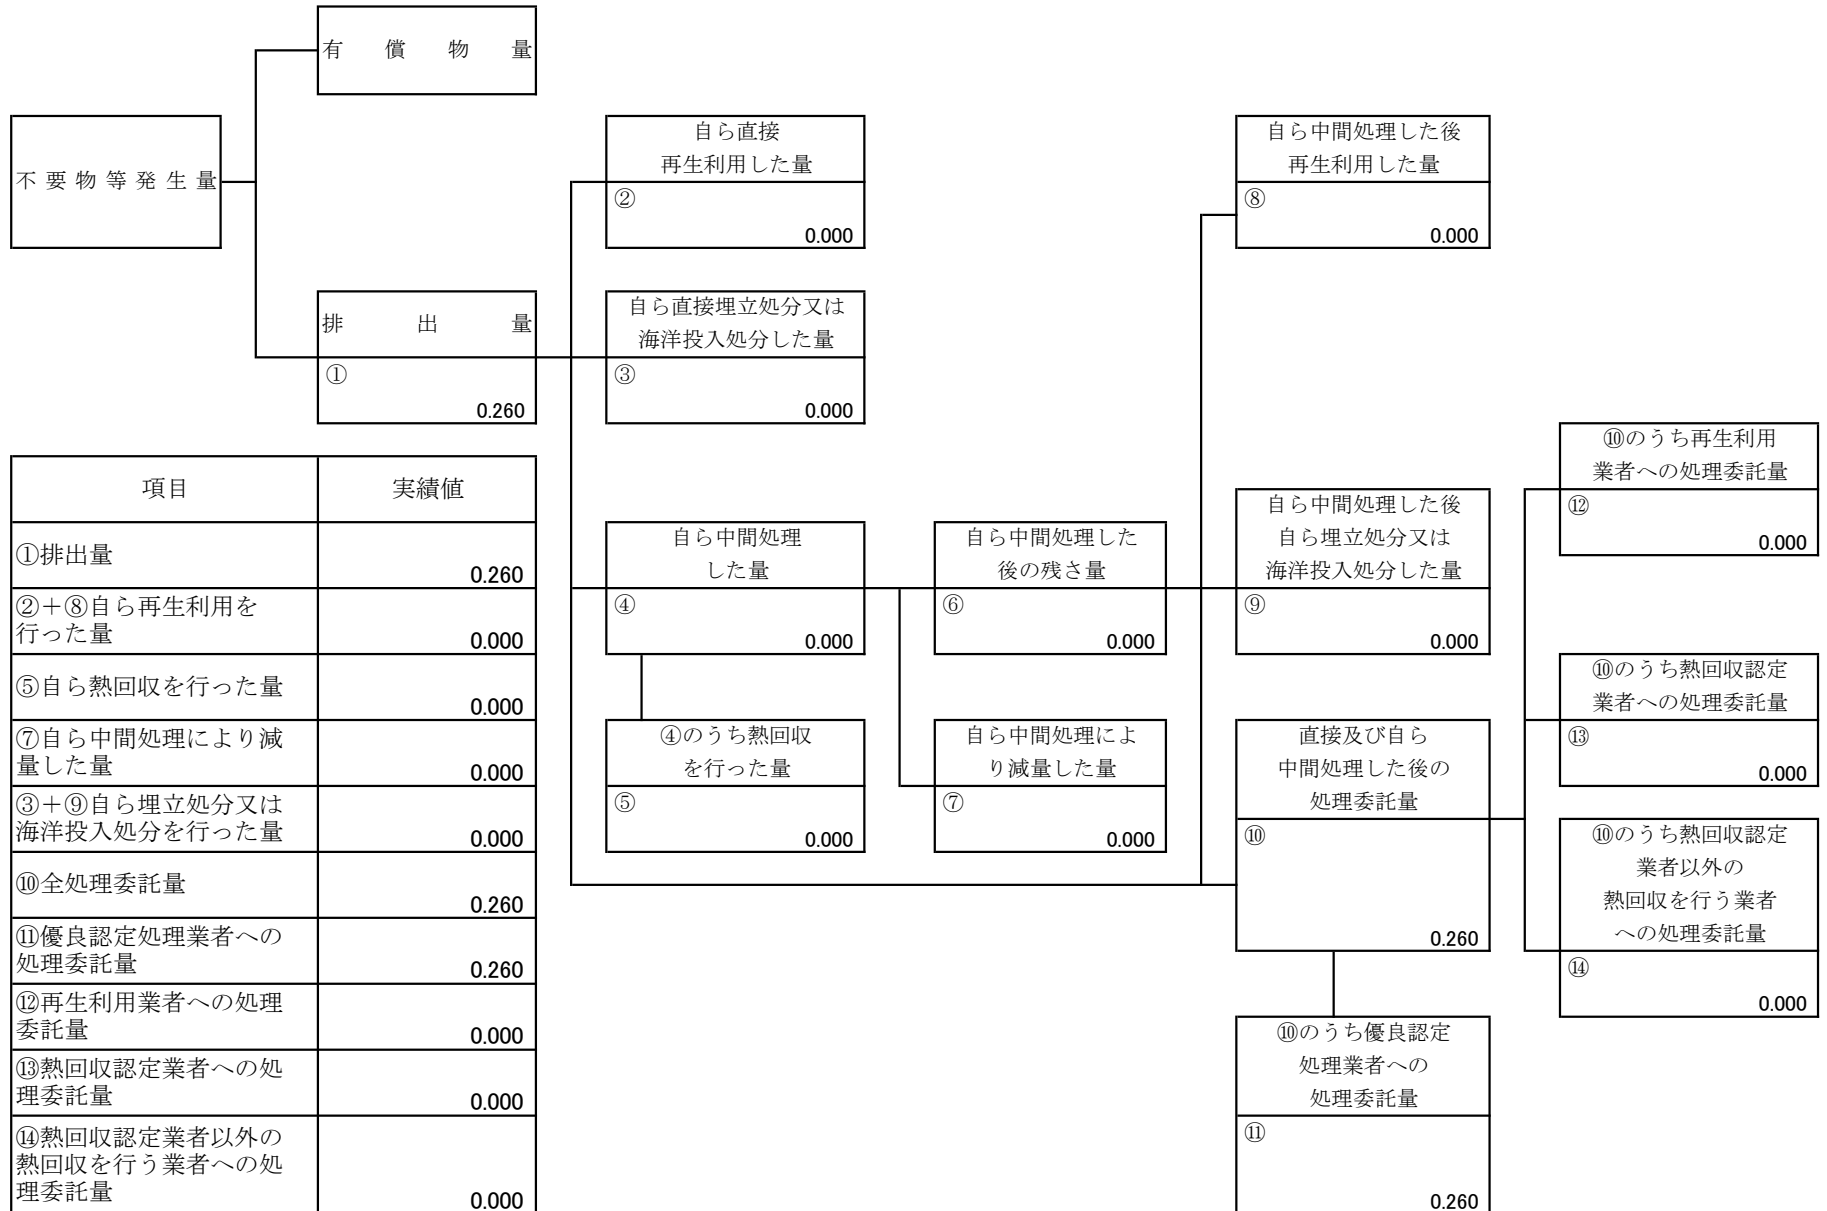 有償物量
不要物等発生量
排出量
①
0.260
自ら直接
再生利用した量
②
0.000
自ら直接埋立処分又は
海洋投入処分した量
③
0.000
自ら中間処理
した量
④
0.000
④のうち熱回収
を行った量
⑤
0.000
自ら中間処理した
後の残さ量
⑥
0.000
自ら中間処理によ
り減量した量
⑦
0.000
自ら中間処理した後
再生利用した量
⑧
0.000
自ら中間処理した後
自ら埋立処分又は
海洋投入処分した量
⑨
0.000
直接及び自ら
中間処理した後の
処理委託量
⑩
0.260
⑩のうち優良認定
処理業者への
処理委託量
⑪
0.260
⑩のうち再生利用
業者への処理委託量
⑫
0.000
⑩のうち熱回収認定
業者への処理委託量
⑬
0.000
⑩のうち熱回収認定
業者以外の
熱回収を行う業者
への処理委託量
⑭
0.000
項目 実績値
①排出量
0.260
②＋⑧自ら再生利用を
行った量
0.000
⑤自ら熱回収を行った量
0.000
⑦自ら中間処理により減
量した量
0.000
③＋⑨自ら埋立処分又は
海洋投入処分を行った量
0.000
⑩全処理委託量
0.260
⑪優良認定処理業者への
処理委託量
0.260
⑫再生利用業者への処理
委託量
0.000
⑬熱回収認定業者への処
理委託量
0.000
⑭熱回収認定業者以外の
熱回収を行う業者への処
理委託量
0.000